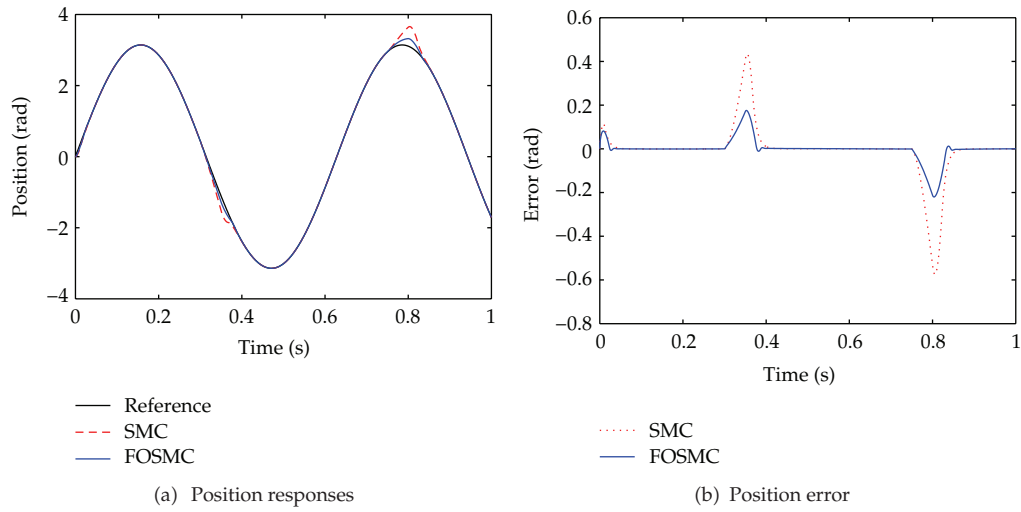 4
2
0
−2
−4
Position (rad)
0
0.2
0.4
0.6
0.8
1
Time (s)
Reference
SMC
FOSMC
(a) Position responses
0.6
0.4
0.2
0
−0.2
−0.4
−0.6
−0.8
Error (rad)
0
0.2
0.4
0.6
0.8
1
Time (s)
SMC
FOSMC
(b) Position error